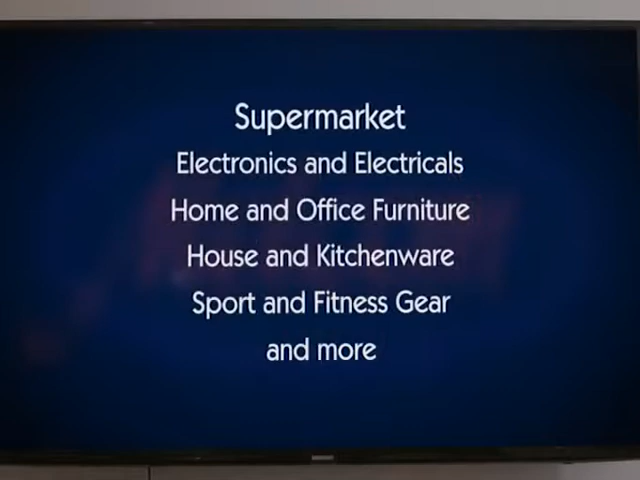 Supermarket
Electronics and Electricals
Home and Office Furniture
House and Kitchenware
Sport and Fitness Gear
and more